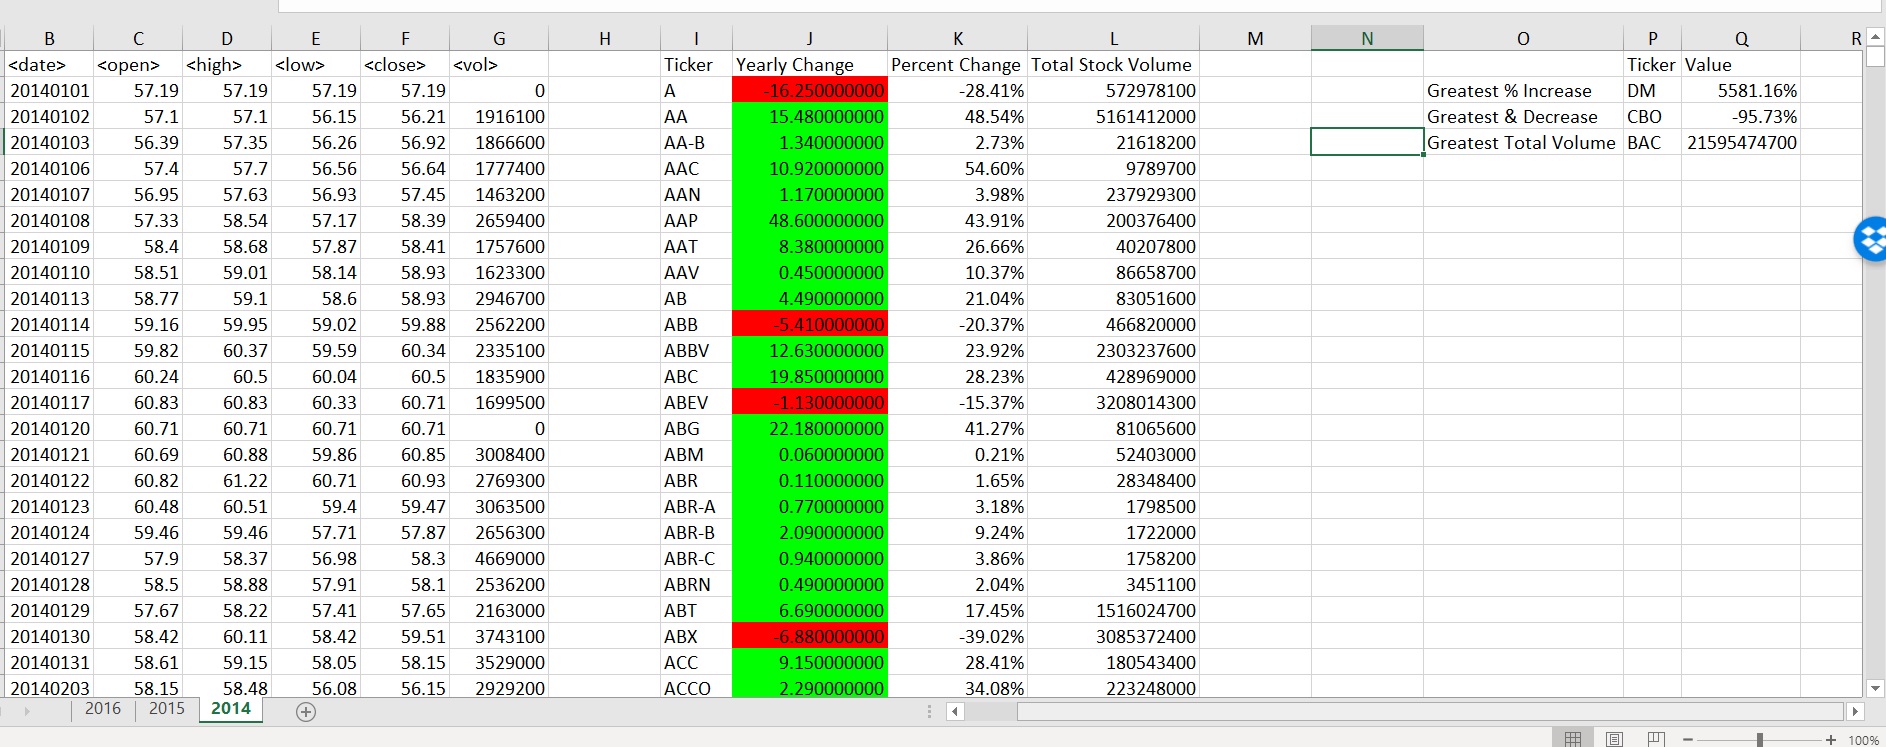 B C D E F G H I J K L M N O P Q R
<date> <open> <high> <low> <close> <vol> Ticker Yearly Change Percent Change Total Stock Volume Ticker Value
20140101 57.19 57.19 57.19 57.19 0 A -16.250000000 -28.41% 572978100 Greatest % Increase DM 5581.16%
20140102 57.1 57.1 56.15 56.21 1916100 AA 15.480000000 48.54% 5161412000 Greatest & Decrease CBO -95.73%
20140103 56.39 57.35 56.26 56.92 1866600 AA-B 1.340000000 2.73% 21618200 Greatest Total Volume BAC 21595474700
20140106 57.4 57.7 56.56 56.64 1777400 AAC 10.920000000 54.60% 9789700
20140107 56.95 57.63 56.93 57.45 1463200 AAN 1.170000000 3.98% 237929300
20140108 57.33 58.54 57.17 58.39 2659400 AAP 48.600000000 43.91% 200376400
20140109 58.4 58.68 57.87 58.41 1757600 AAT 8.380000000 26.66% 40207800
20140110 58.51 59.01 58.14 58.93 1623300 AAV 0.450000000 10.37% 86658700
20140113 58.77 59.1 58.6 58.93 2946700 AB 4.490000000 21.04% 83051600
20140114 59.16 59.95 59.02 59.88 2562200 ABB -5.410000000 -20.37% 466820000
20140115 59.82 60.37 59.59 60.34 2335100 ABBV 12.630000000 23.92% 2303237600
20140116 60.24 60.5 60.04 60.5 1835900 ABC 19.850000000 28.23% 428969000
20140117 60.83 60.83 60.33 60.71 1699500 ABEV -1.130000000 -15.37% 3208014300
20140120 60.71 60.71 60.71 60.71 0 ABG 22.180000000 41.27% 81065600
20140121 60.69 60.88 59.86 60.85 3008400 ABM 0.060000000 0.21% 52403000
20140122 60.82 61.22 60.71 60.93 2769300 ABR 0.110000000 1.65% 28348400
20140123 60.48 60.51 59.4 59.47 3063500 ABR-A 0.770000000 3.18% 1798500
20140124 59.46 59.46 57.71 57.87 2656300 ABR-B 2.090000000 9.24% 1722000
20140127 57.9 58.37 56.98 58.3 4669000 ABR-C 0.940000000 3.86% 1758200
20140128 58.5 58.88 57.91 58.1 2536200 ABRN 0.490000000 2.04% 3451100
20140129 57.67 58.22 57.41 57.65 2163000 ABT 6.690000000 17.45% 1516024700
20140130 58.42 60.11 58.42 59.51 3743100 ABX -6.880000000 -39.02% 3085372400
20140131 58.61 59.15 58.05 58.15 3529000 ACC 9.150000000 28.41% 180543400
20140203 58.15 58.48 56.08 56.15 2929200 ACCO 2.290000000 34.08% 223248000
2016 2015 2014
100%